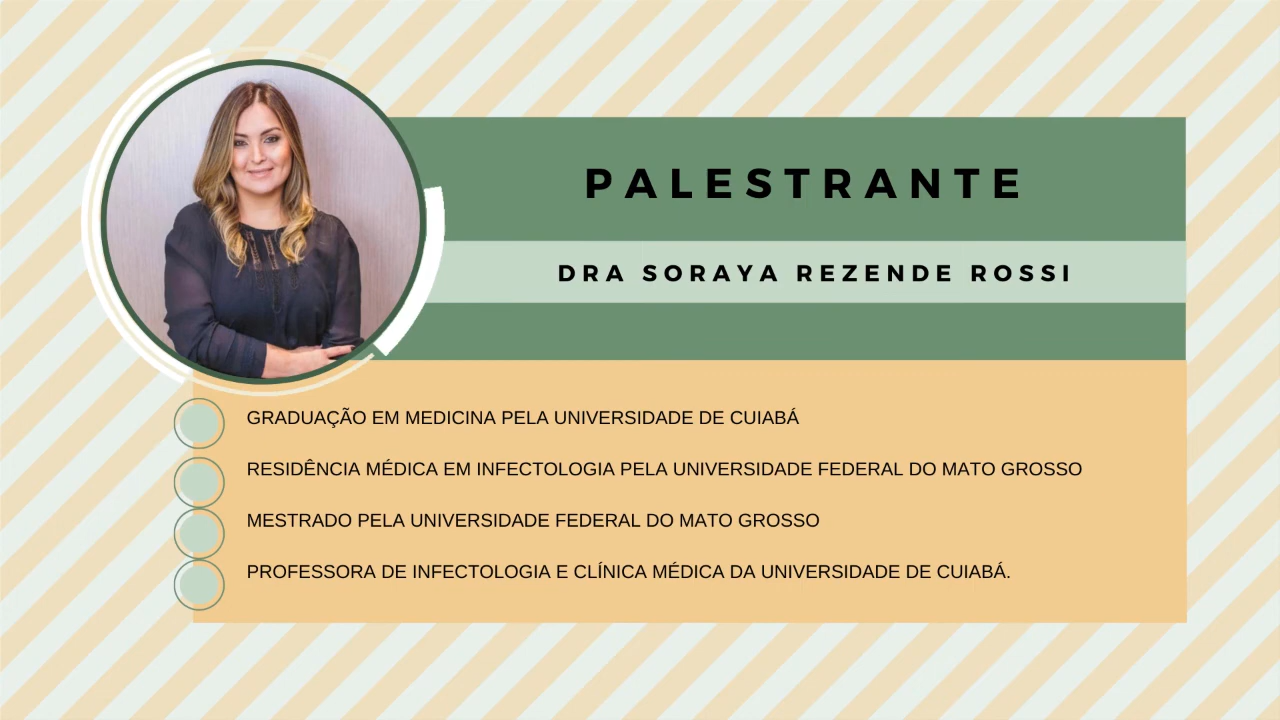 PALESTRANTE
DRA SORAYA REZENDE ROSSI
GRADUAÇÃO EM MEDICINA PELA UNIVERSIDADE DE CUIABÁ
RESIDÊNCIA MÉDICA EM INFECTOLOGIA PELA UNIVERSIDADE FEDERAL DO MATO GROSSO
MESTRADO PELA UNIVERSIDADE FEDERAL DO MATO GROSSO
PROFESSORA DE INFECTOLOGIA E CLÍNICA MÉDICA DA UNIVERSIDADE DE CUIABÁ.